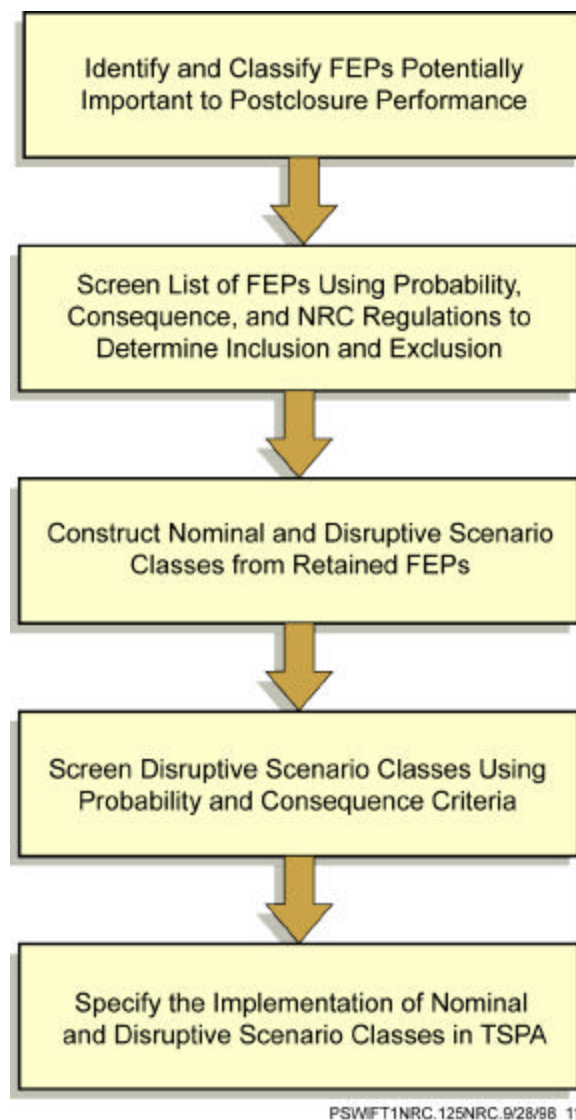 Identify and Classify FEPs Potentially
Important to Postclosure Performance
Screen List of FEPs Using Probability,
Consequence, and NRC Regulations to
Determine Inclusion and Exclusion
Construct Nominal and Disruptive Scenario
Classes from Retained FEPs
Screen Disruptive Scenario Classes Using
Probability and Consequence Criteria
Specify the Implementation of Nominal
and Disruptive Scenario Classes in TSPA
PSWIFT1NRC.125NRC.9/28/98